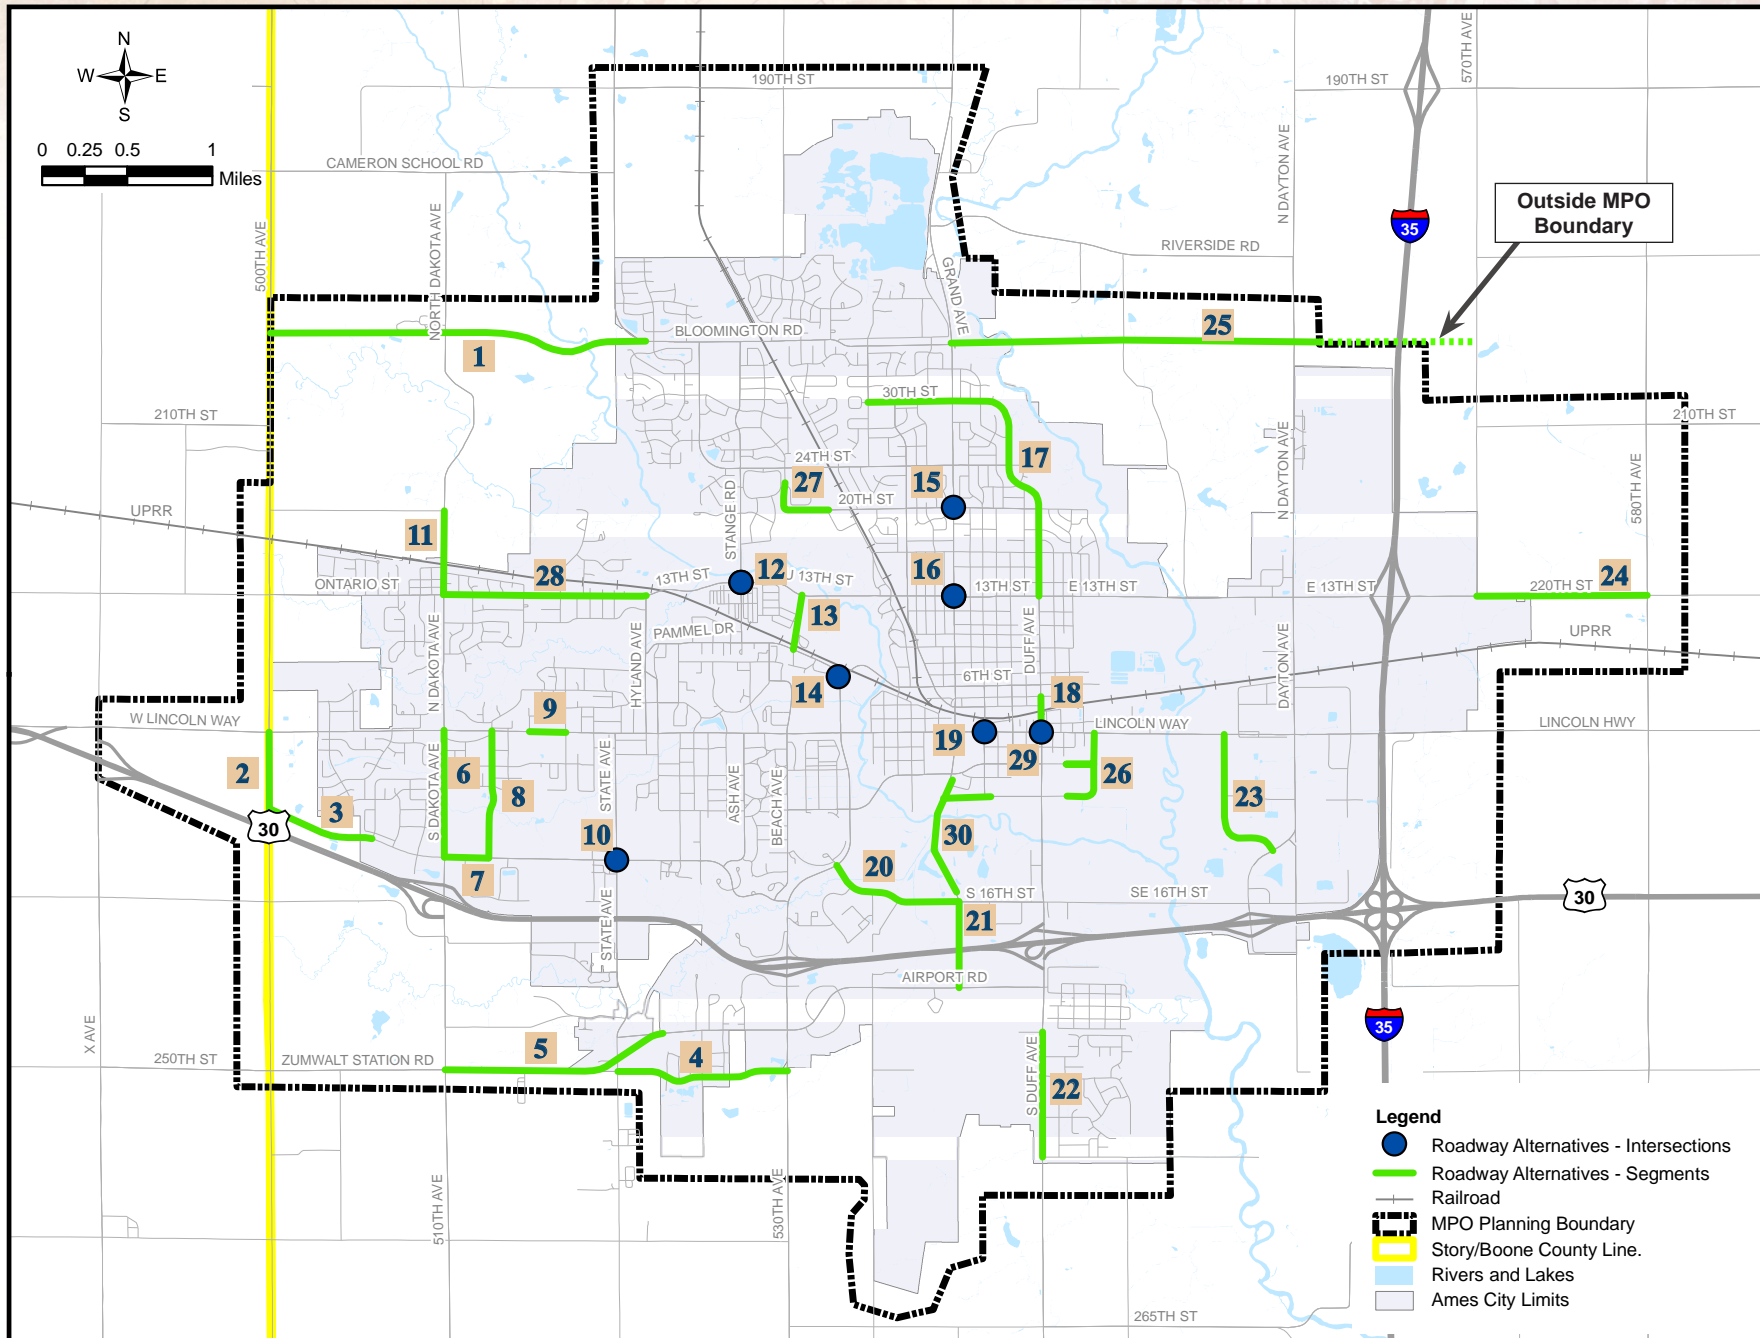 N
W E
S
0 0.25 0.5 1
Miles
190TH ST
190TH ST
570TH AVE
CAMERON SCHOOL RD
N DAYTON AVE
Outside MPO
Boundary
35
500TH AVE
NORTH DAKOTA AVE
RIVERSIDE RD
GRAND AVE
BLOOMINGTON RD
25
1
30TH ST
210TH ST
210TH ST
17
24TH ST
27
15
20TH ST
N DAYTON AVE
580TH AVE
UPRR
11
STANGE RD
28
ONTARIO ST
13TH ST
12
U 13TH ST
16
13TH ST
E 13TH ST
E 13TH ST
220TH ST
24
13
PAMMEL DR
UPRR
N DAKOTA AVE
HYLAND AVE
DUFF AVE
DAYTON AVE
6TH ST
14
18
9
W LINCOLN WAY
LINCOLN WAY
LINCOLN HWY
19
29
2
6
8
26
23
S DAKOTA AVE
STATE AVE
ASH AVE
BEACH AVE
3
30
10
30
7
20
S 16TH ST
SE 16TH ST
30
21
STATE AVE
AIRPORT RD
35
X AVE
250TH ST
ZUMWALT STATION RD
5
4
S DUFF AVE
22
510TH AVE
530TH AVE
265TH ST
Legend
Roadway Alternatives - Intersections
Roadway Alternatives - Segments
Railroad
MPO Planning Boundary
Story/Boone County Line.
Rivers and Lakes
Ames City Limits